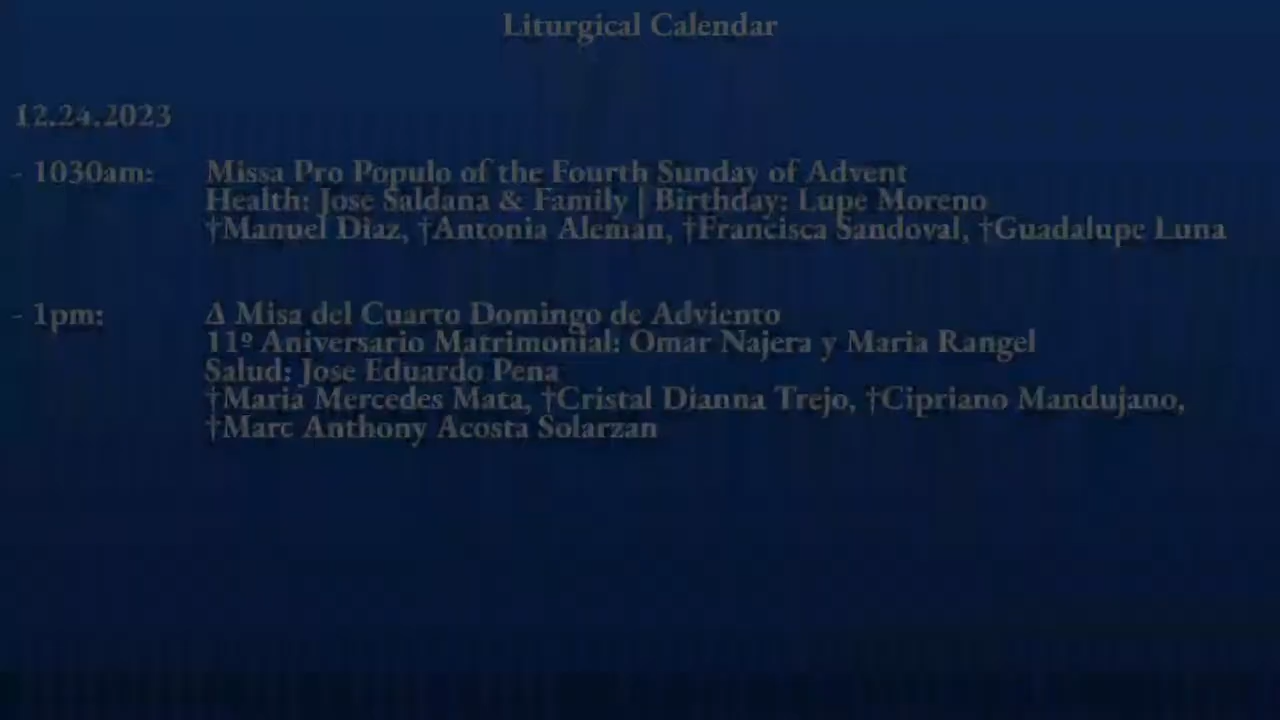 Liturgical Calendar
12.24.2023
- 1030am: Missa Pro Populo of the Fourth Sunday of Advent
Health: Jose Saldana & Family | Birthday: Lupe Moreno
†Manuel Diaz, †Antonia Aleman, †Francisca Sandoval, †Guadalupe Luna
- 1pm: Δ Misa del Cuarto Domingo de Adviento
11º Aniversario Matrimonial: Omar Najera y Maria Rangel
Salud: Jose Eduardo Pena
†Maria Mercedes Mata, †Cristal Dianna Trejo, †Cipriano Mandujano,
†Marc Anthony Acosta Solarzan